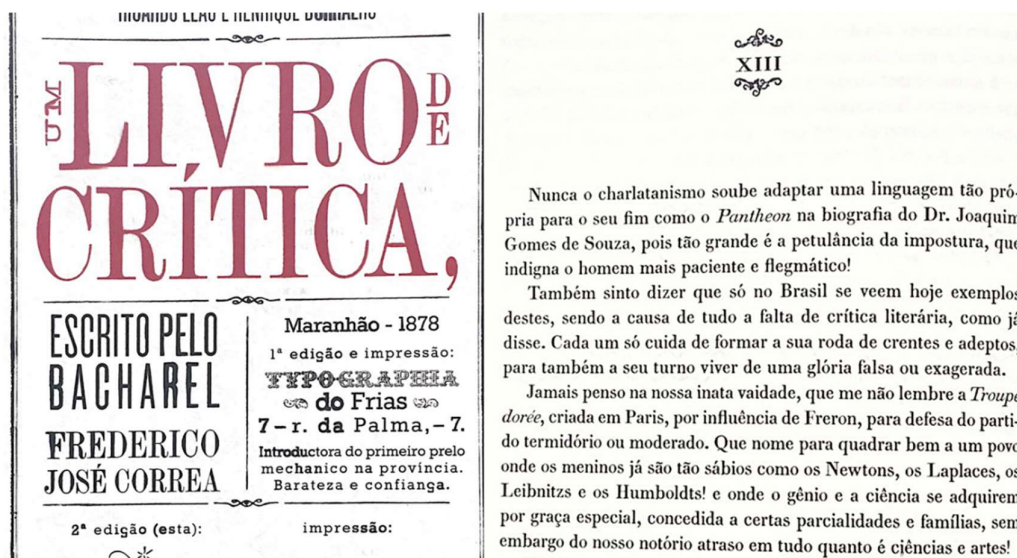 RICARDO LEÃO E HENRIQUE BORRALHO
UM LIVRO DE
CRÍTICA,
ESCRITO PELO
BACHAREL
FREDERICO
JOSÉ CORREA
Maranhão - 1878
1ª edição e impressão:
TYPOGRAPHIA
do Frias
7 – r. da Palma, – 7.
Introductora do primeiro prelo
mechanico na província.
Barateza e confiança.
2ª edição (esta):
impressão:
XIII
Nunca o charlatanismo soube adaptar uma linguagem tão pró-
pria para o seu fim como o Pantheon na biografia do Dr. Joaquim
Gomes de Souza, pois tão grande é a petulância da impostura, que
indigna o homem mais paciente e flegmático!
Também sinto dizer que só no Brasil se veem hoje exemplos
destes, sendo a causa de tudo a falta de crítica literária, como já
disse. Cada um só cuida de formar a sua roda de crentes e adeptos,
para também a seu turno viver de uma glória falsa ou exagerada.
Jamais penso na nossa inata vaidade, que me não lembre a Troupe
dorée, criada em Paris, por influência de Freron, para defesa do parti-
do termidório ou moderado. Que nome para quadrar bem a um povo
onde os meninos já são tão sábios como os Newtons, os Laplaces, os
Leibnitzs e os Humboldts! e onde o gênio e a ciência se adquirem
por graça especial, concedida a certas parcialidades e famílias, sem
embargo do nosso notório atraso em tudo quanto é ciências e artes!